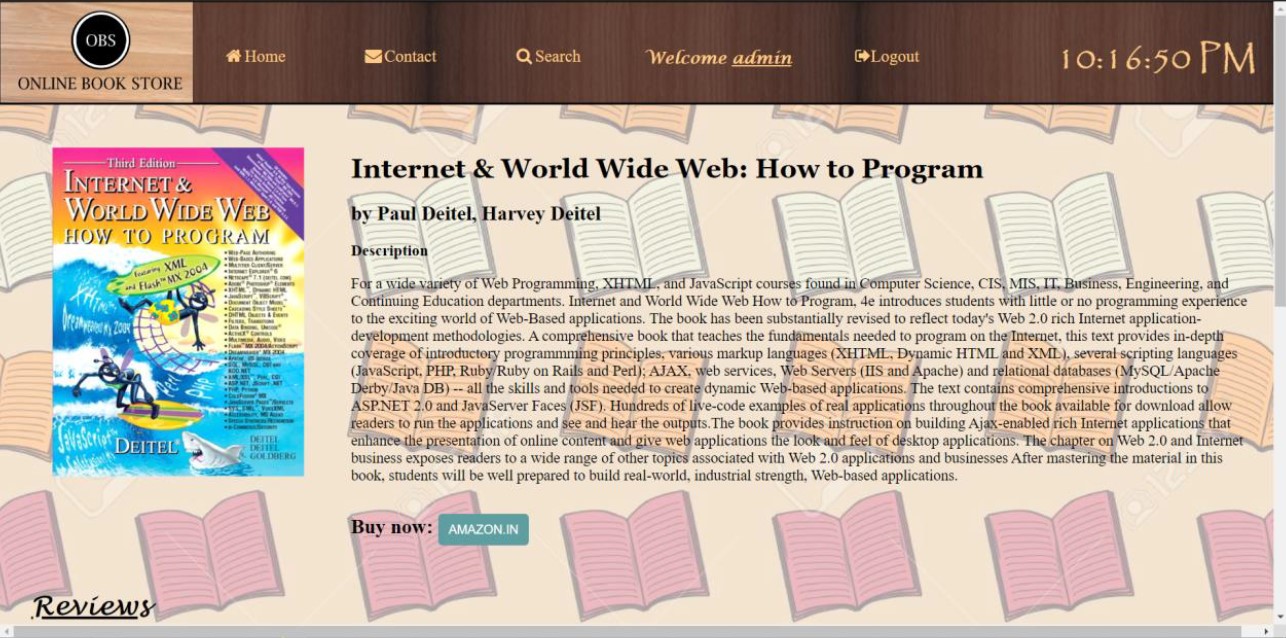 OBS
ONLINE BOOK STORE
Home
Contact
Search
Welcome admin
Logout
10:16:50 PM
Third Edition
INTERNET &
WORLD WIDE WEB
HOW TO PROGRAM
Featuring XML
and Flash™ MX 2004
XHTML
Dreamweaver MX 2004
JavaScript
DEITEL
DEITEL
DEITEL
GOLDBERG
Internet & World Wide Web: How to Program
by Paul Deitel, Harvey Deitel
Description
For a wide variety of Web Programming, XHTML, and JavaScript courses found in Computer Science, CIS, MIS, IT, Business, Engineering, and
Continuing Education departments. Internet and World Wide Web How to Program, 4e introduces students with little or no programming experience
to the exciting world of Web-Based applications. The book has been substantially revised to reflect today's Web 2.0 rich Internet application-
development methodologies. A comprehensive book that teaches the fundamentals needed to program on the Internet, this text provides in-depth
coverage of introductory programmming principles, various markup languages (XHTML, Dynamic HTML and XML), several scripting languages
(JavaScript, PHP, Ruby/Ruby on Rails and Perl); AJAX, web services, Web Servers (IIS and Apache) and relational databases (MySQL/Apache
Derby/Java DB) -- all the skills and tools needed to create dynamic Web-based applications. The text contains comprehensive introductions to
ASP.NET 2.0 and JavaServer Faces (JSF). Hundreds of live-code examples of real applications throughout the book available for download allow
readers to run the applications and see and hear the outputs.The book provides instruction on building Ajax-enabled rich Internet applications that
enhance the presentation of online content and give web applications the look and feel of desktop applications. The chapter on Web 2.0 and Internet
business exposes readers to a wide range of other topics associated with Web 2.0 applications and businesses After mastering the material in this
book, students will be well prepared to build real-world, industrial strength, Web-based applications.
Buy now: AMAZON.IN
Reviews